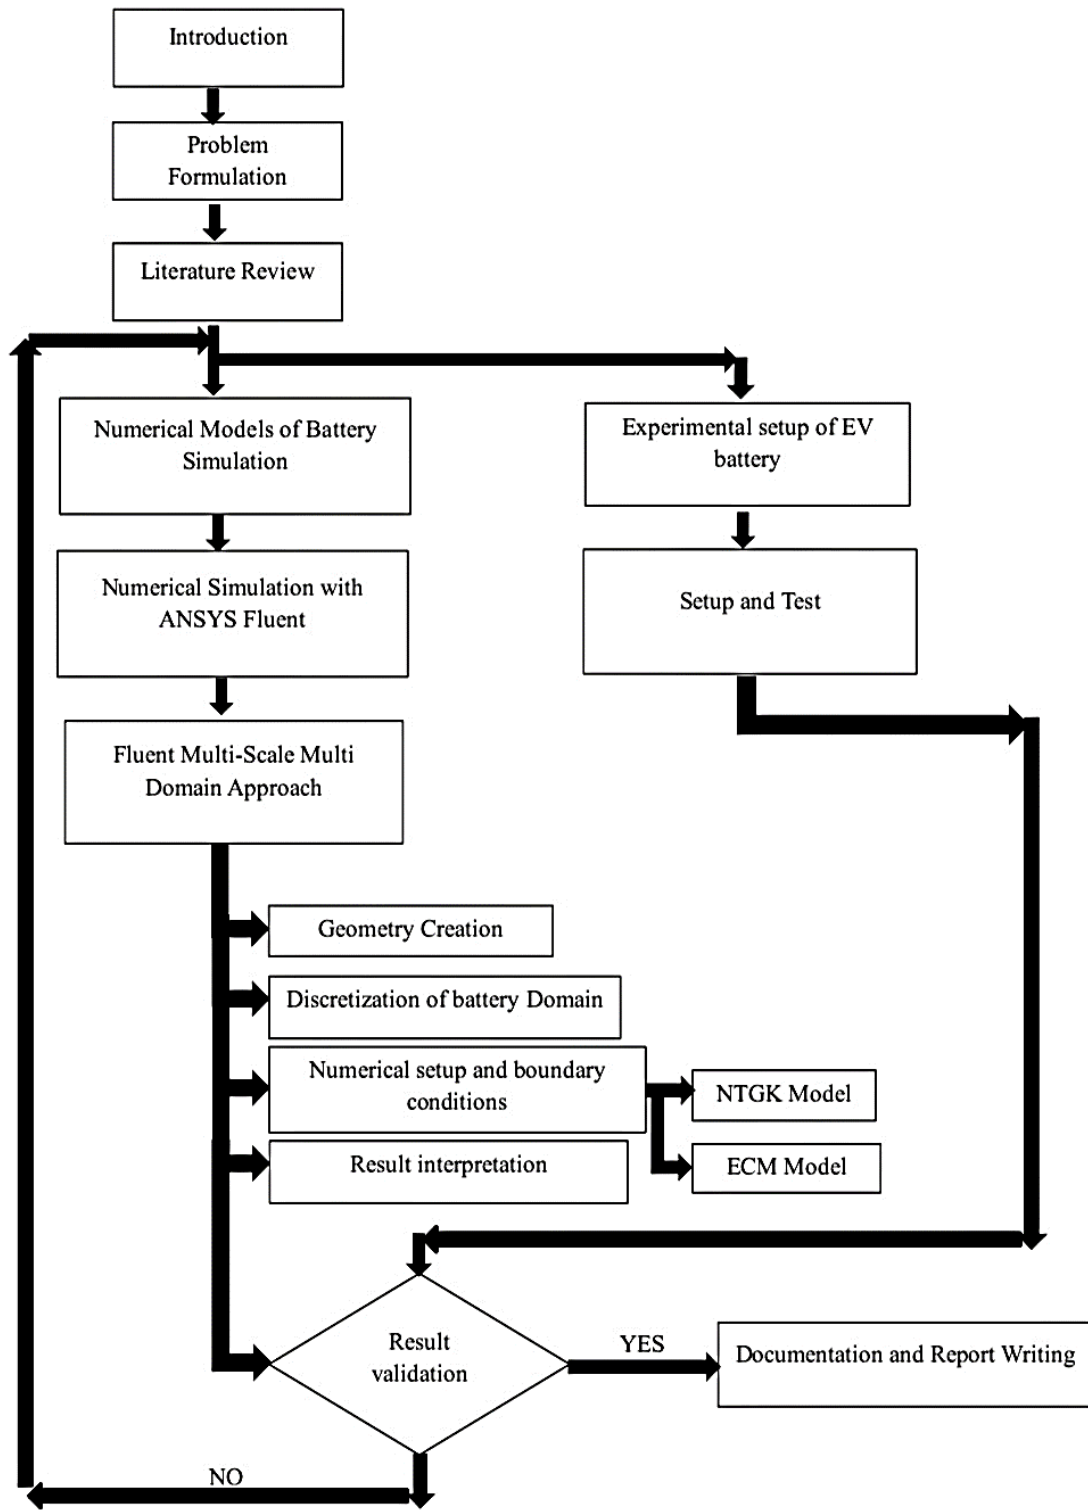 Introduction
Problem
Formulation
Literature Review
Numerical Models of Battery
Simulation
Experimental setup of EV
battery
Numerical Simulation with
ANSYS Fluent
Setup and Test
Fluent Multi-Scale Multi
Domain Approach
Geometry Creation
Discretization of battery Domain
Numerical setup and boundary
conditions
NTGK Model
ECM Model
Result interpretation
Result
validation
YES
Documentation and Report Writing
NO